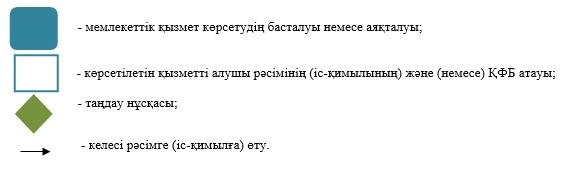 - мемлекеттік қызмет көрсетудің басталуы немесе аяқталуы;
- көрсетілетін қызметті алушы рәсімінің (іс-қимылының) және (немесе) ҚФБ атауы;
- таңдау нұсқасы;
- келесі рәсімге (іс-қимылға) өту.